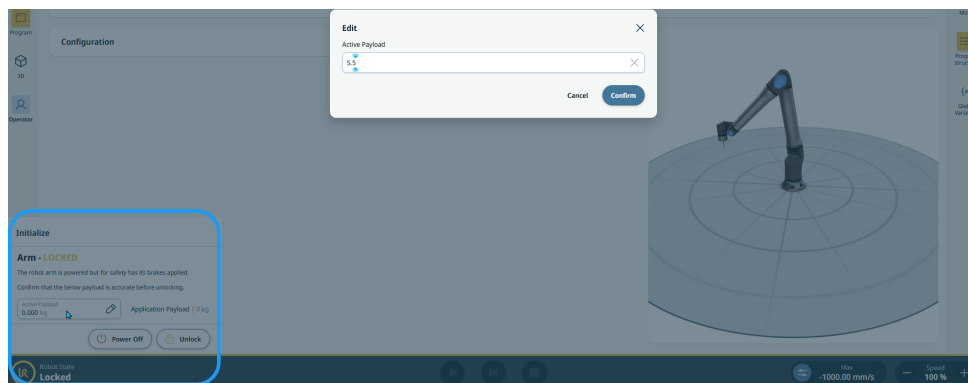 Program
Configuration
3D
Operator
Edit
Active Payload
5.5
Cancel
Confirm
Initialize
Arm - LOCKED
The robot arm is powered but for safety has its brakes applied.
Confirm that the below payload is accurate before unlocking.
Active Payload
0.000 kg
Application Payload | 0 kg
Power Off
Unlock
Robot State
Locked
Max
-1000.00 mm/s
Speed
100 %